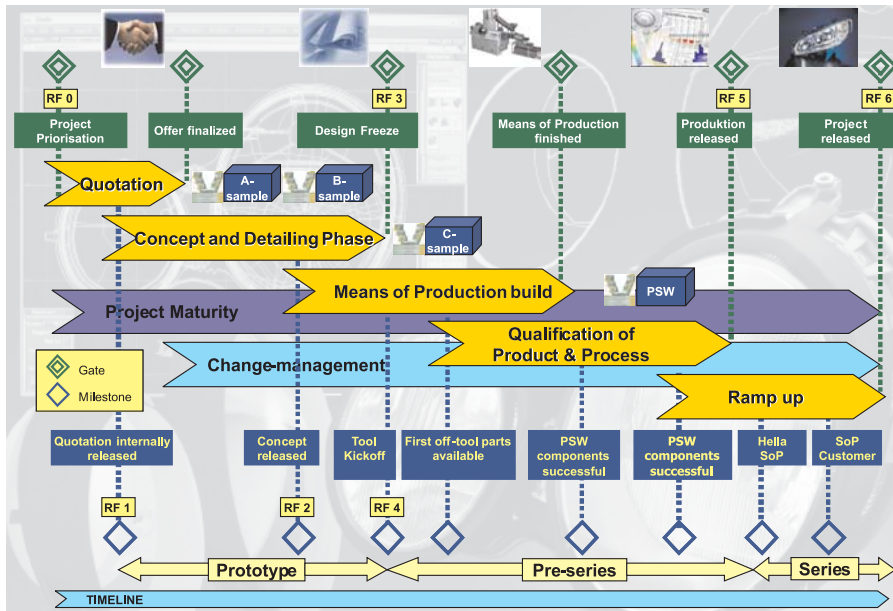 RF 0
RF 3
RF 5
RF 6
Project
Priorisation
Offer finalized
Design Freeze
Means of Production
finished
Produktion
released
Project
released
Quotation
A-
sample
B-
sample
Concept and Detailing Phase
C-
sample
Means of Production build
PSW
Project Maturity
Qualification of
Product & Process
Change-management
Gate
Milestone
Ramp up
Quotation internally
released
Concept
released
Tool
Kickoff
First off-tool parts
available
PSW
components
successful
PSW
components
successful
Hella
SoP
SoP
Customer
RF 1
RF 2
RF 4
Prototype
Pre-series
Series
TIMELINE